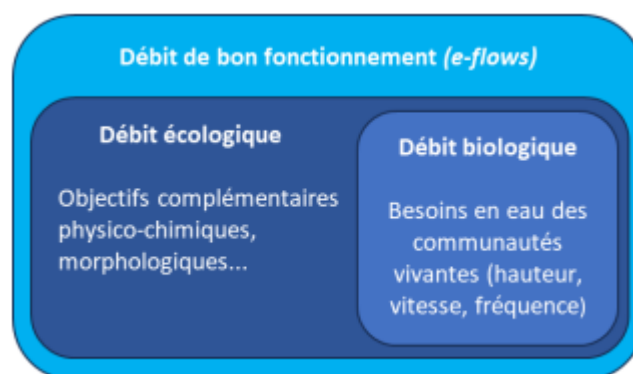 Débit de bon fonctionnement (e-flows)
Débit écologique
Objectifs complémentaires
physico-chimiques,
morphologiques...
Débit biologique
Besoins en eau des
communautés
vivantes (hauteur,
vitesse, fréquence)